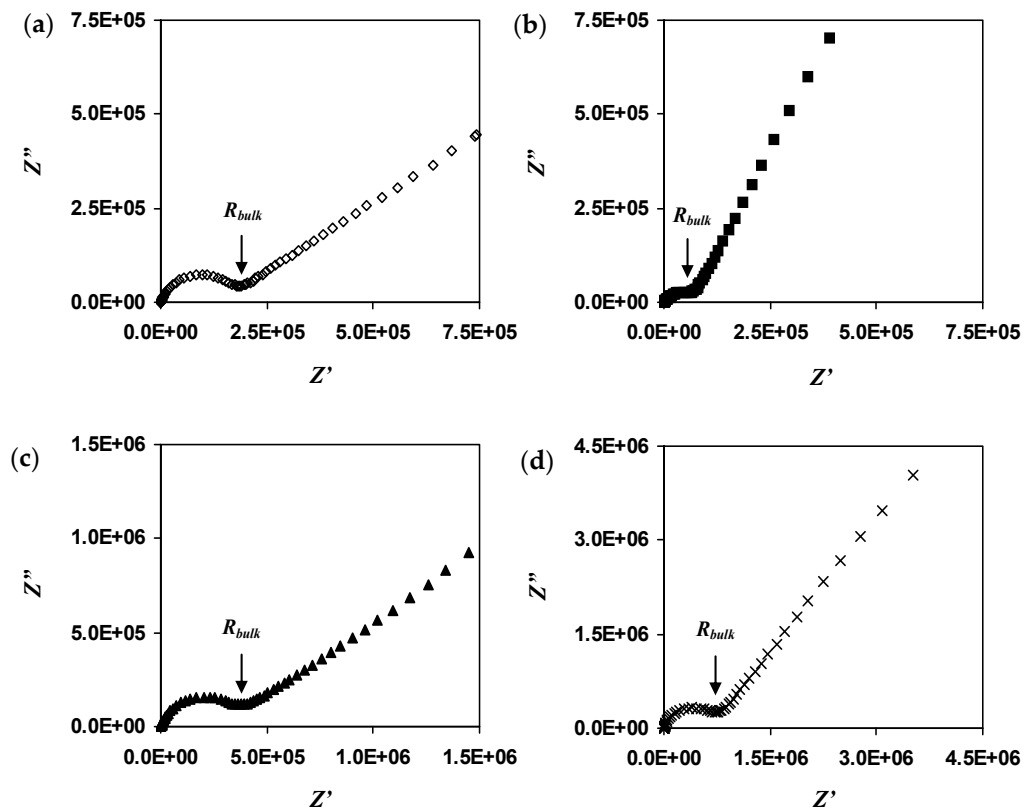 (a)
7.5E+05
5.0E+05
2.5E+05
0.0E+00
Z”
R_bulk
0.0E+00 2.5E+05 5.0E+05 7.5E+05
Z’
(b)
7.5E+05
5.0E+05
2.5E+05
0.0E+00
Z”
R_bulk
0.0E+00 2.5E+05 5.0E+05 7.5E+05
Z’
(c)
1.5E+06
1.0E+06
5.0E+05
0.0E+00
Z”
R_bulk
0.0E+00 5.0E+05 1.0E+06 1.5E+06
Z’
(d)
4.5E+06
3.0E+06
1.5E+06
0.0E+00
Z”
R_bulk
0.0E+00 1.5E+06 3.0E+06 4.5E+06
Z’